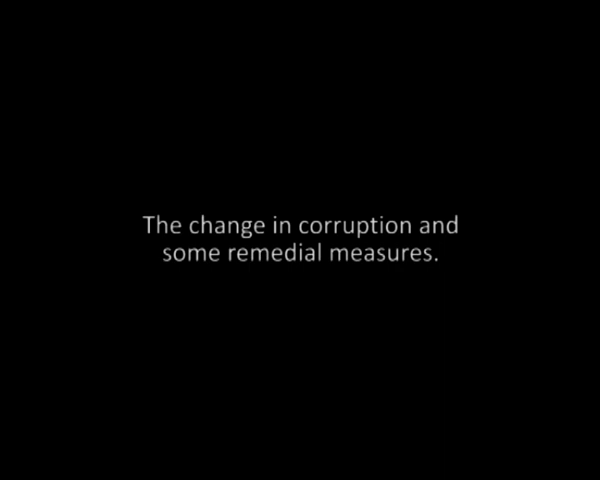 The change in corruption and
some remedial measures.